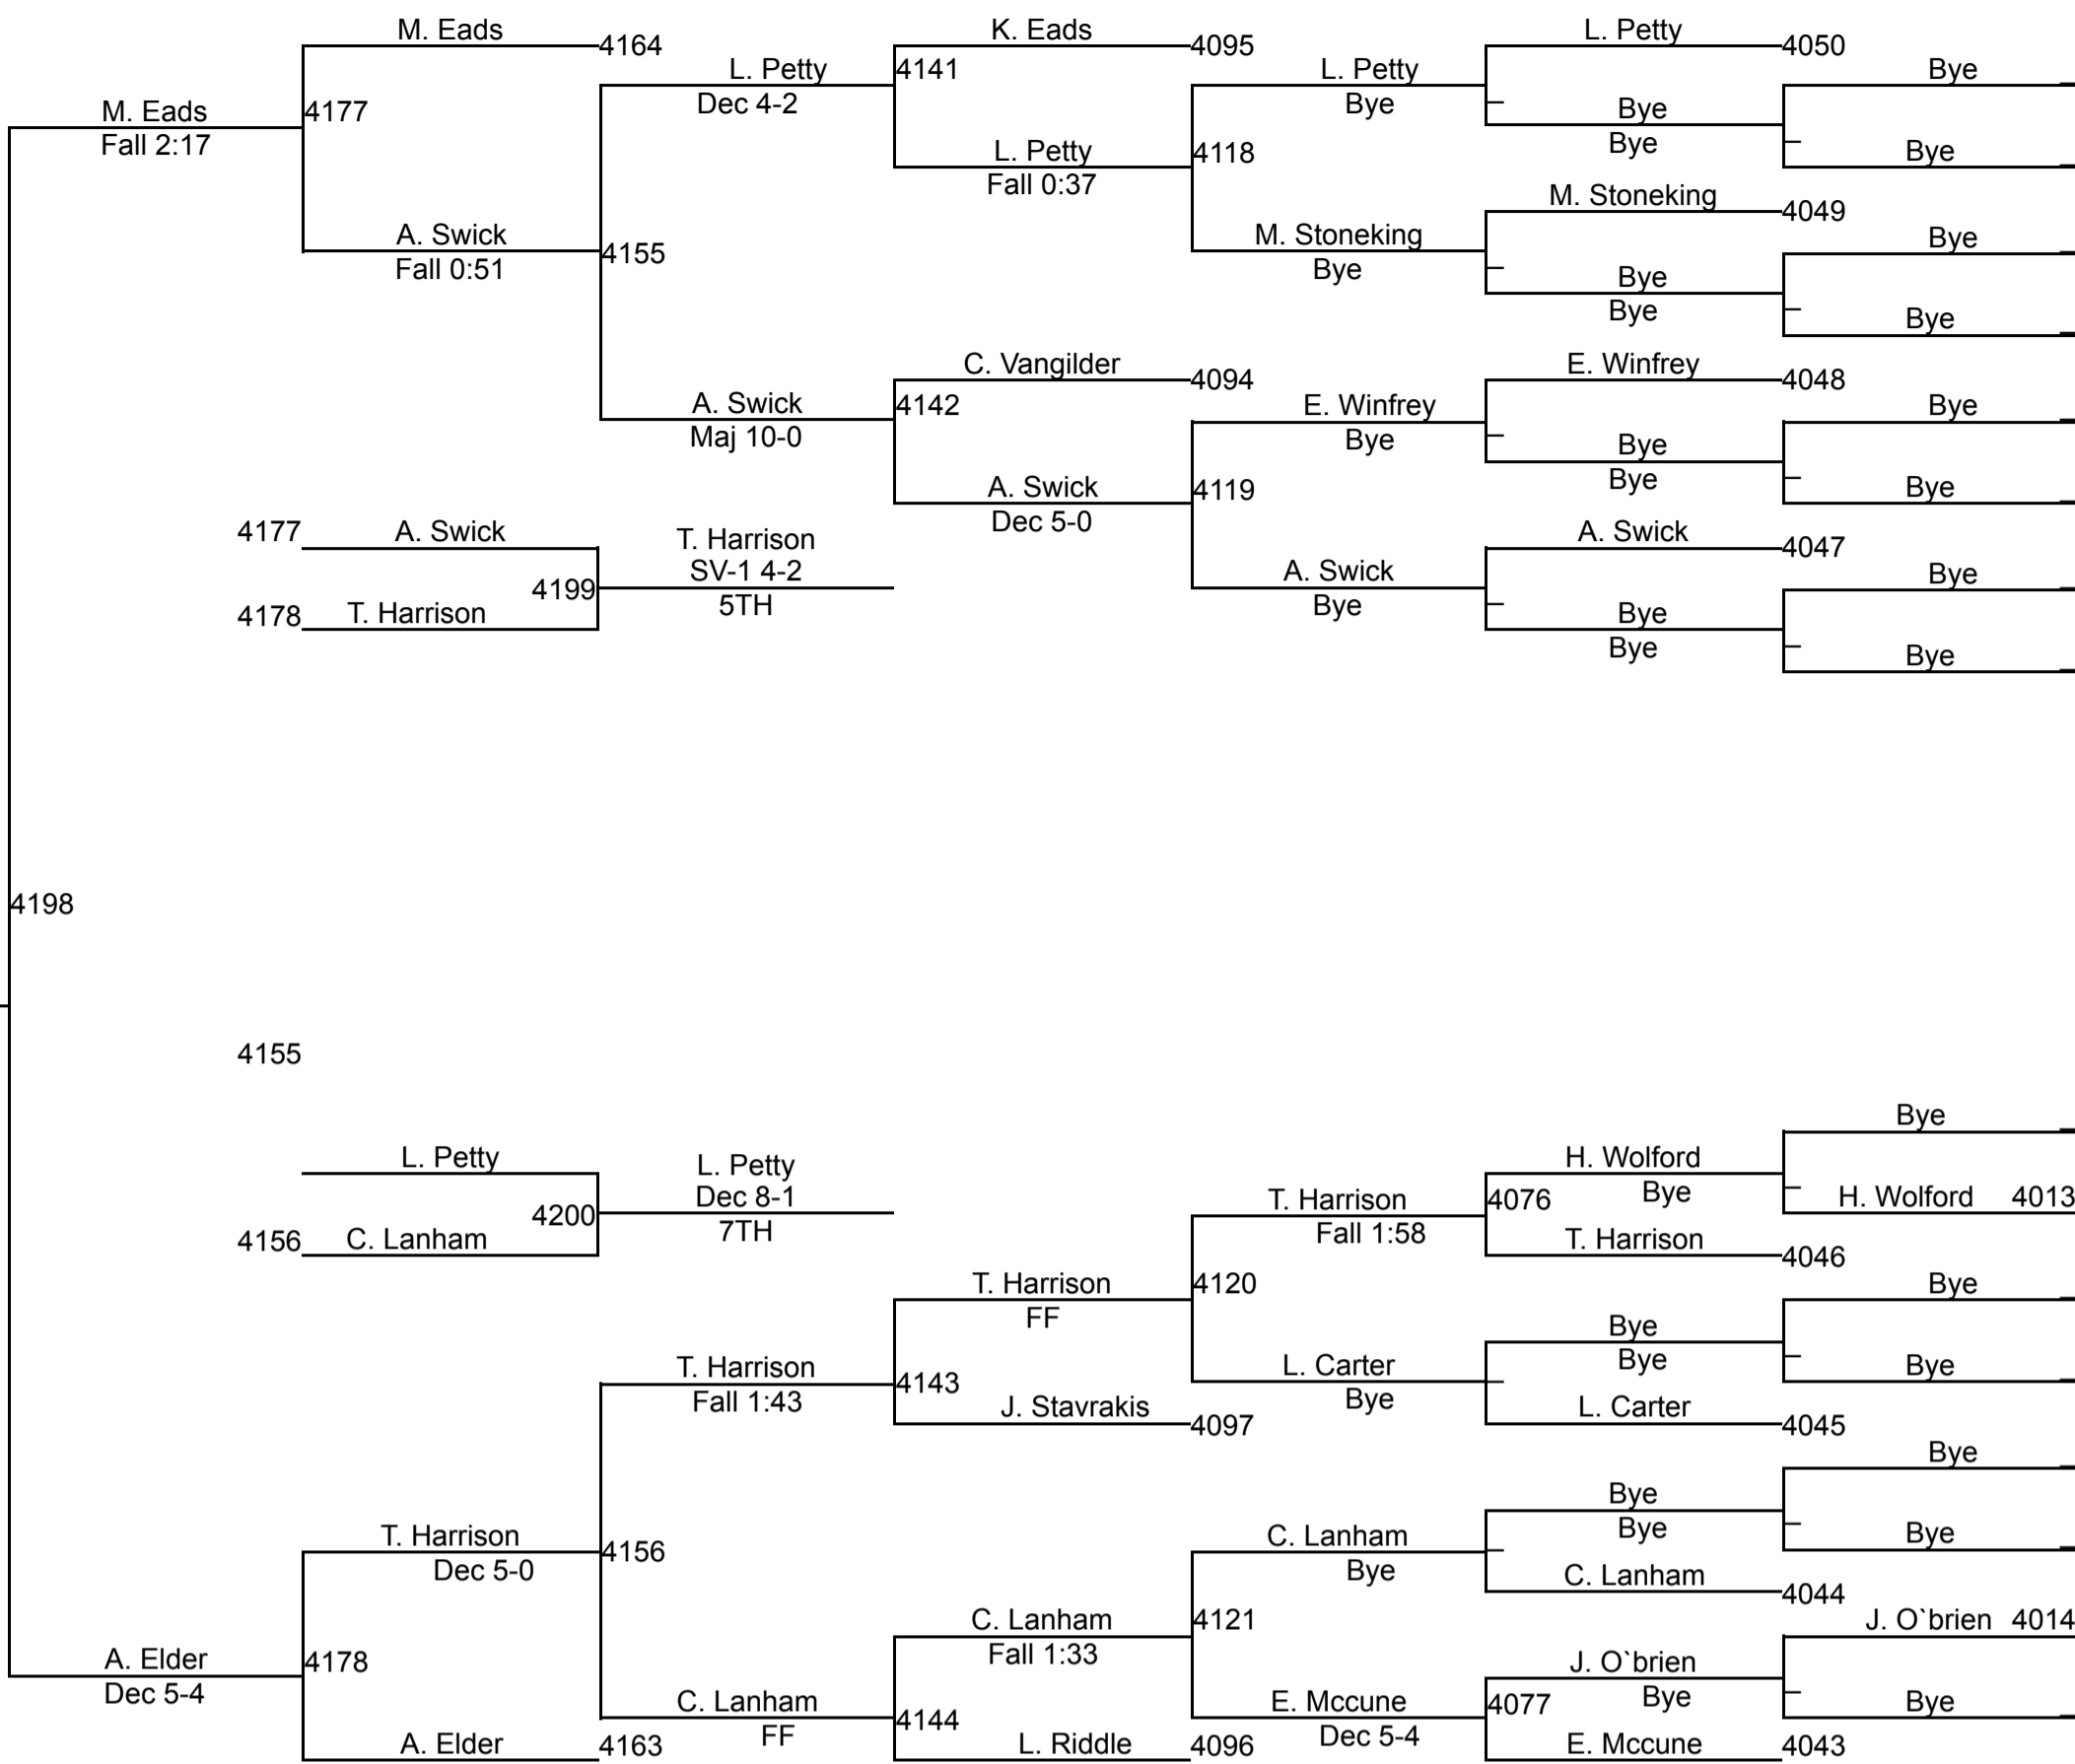 M. Eads
4164
K. Eads
4095
L. Petty
4050
L. Petty
4141
L. Petty
Bye
M. Eads
4177
Dec 4-2
Bye
Bye
Fall 2:17
L. Petty
4118
Bye
Bye
Fall 0:37
M. Stoneking
4049
A. Swick
4155
M. Stoneking
Bye
Fall 0:51
Bye
Bye
Bye
Bye
C. Vangilder
4094
E. Winfrey
4048
A. Swick
4142
E. Winfrey
Bye
Maj 10-0
Bye
Bye
A. Swick
4119
Bye
Bye
4177
A. Swick
T. Harrison
Dec 5-0
A. Swick
4047
SV-1 4-2
A. Swick
Bye
4199
5TH
Bye
Bye
4178
T. Harrison
Bye
Bye
4198
4155
Bye
L. Petty
L. Petty
H. Wolford
Dec 8-1
T. Harrison
4076
Bye
H. Wolford 4013
4200
7TH
Fall 1:58
4156
C. Lanham
T. Harrison
4046
T. Harrison
4120
Bye
FF
Bye
T. Harrison
4143
L. Carter
Bye
Bye
Fall 1:43
J. Stavrakis
4097
Bye
L. Carter
4045
Bye
Bye
T. Harrison
4156
C. Lanham
Bye
Bye
Dec 5-0
Bye
C. Lanham
4044
C. Lanham
4121
J. O`brien 4014
A. Elder
4178
Fall 1:33
J. O`brien
Dec 5-4
C. Lanham
4144
E. Mccune
4077
Bye
Bye
A. Elder
4163
FF
L. Riddle
4096
Dec 5-4
E. Mccune
4043